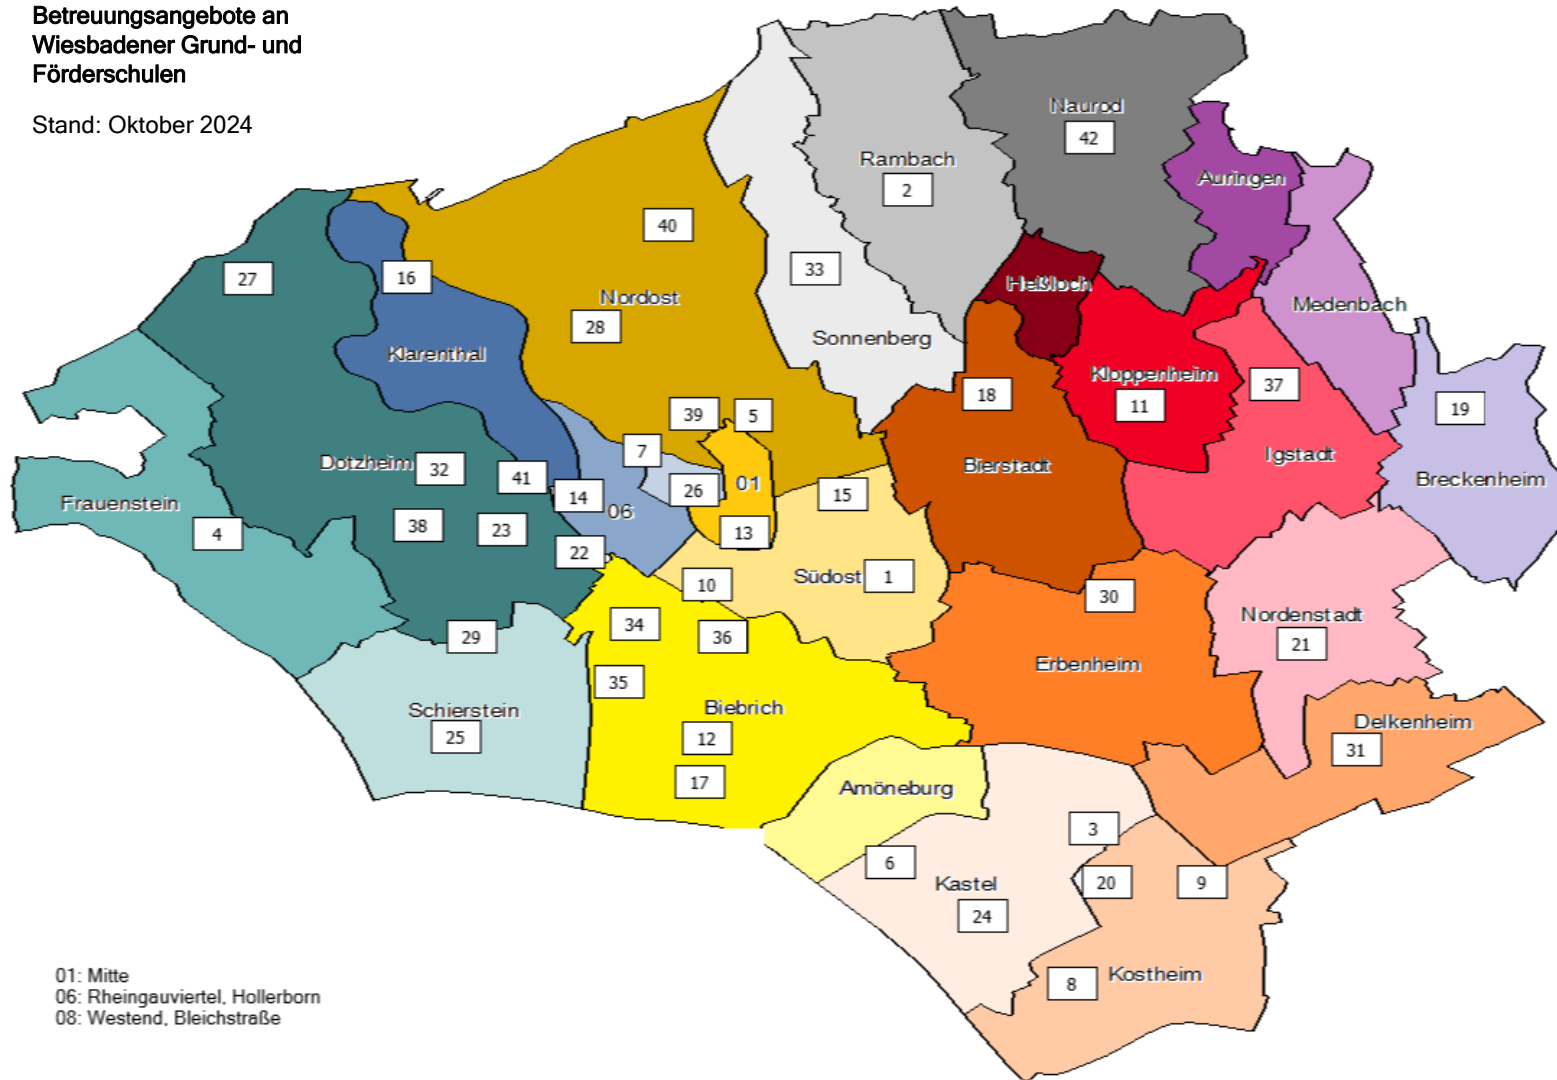 Betreuungsangebote an
Wiesbadener Grund- und
Förderschulen
Stand: Oktober 2024
Naurod
42
Rambach
2
Auringen
40
33
27
16
Heßloch
Nordost
28
Medenbach
Sonnenberg
Klarenthal
Kloppenheim
37
18
11
19
39
5
7
Igstadt
Dotzheim
32
Bierstadt
41
26
01
Breckenheim
14
15
Frauenstein
06
4
38
23
13
22
Südost
1
10
30
Nordenstadt
34
36
29
21
Erbenheim
35
Schierstein
Biebrich
Delkenheim
25
12
31
17
Amöneburg
3
6
Kastel
20
9
24
Kostheim
8
01: Mitte
06: Rheingauviertel, Hollerborn
08: Westend, Bleichstraße